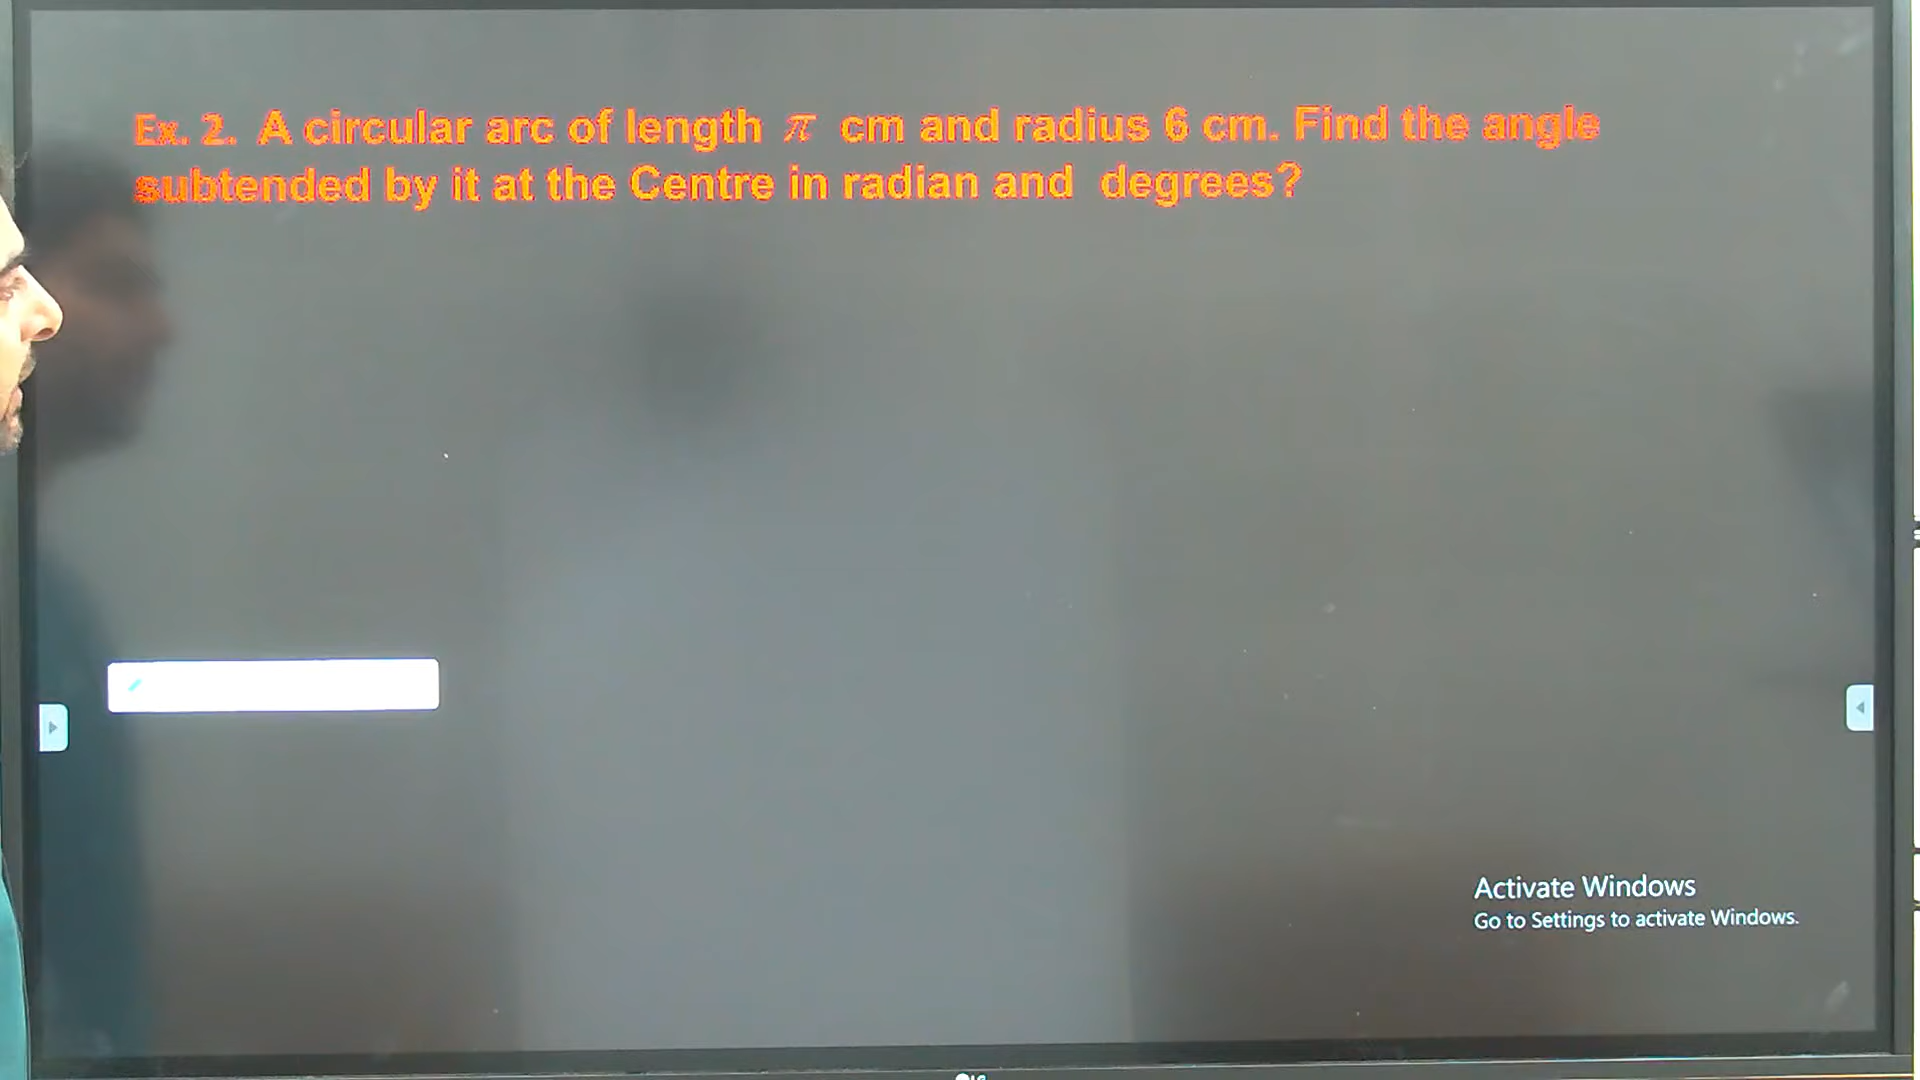 Ex. 2. A circular arc of length π cm and radius 6 cm. Find the angle
subtended by it at the Centre in radian and degrees?
Activate Windows
Go to Settings to activate Windows.
LG